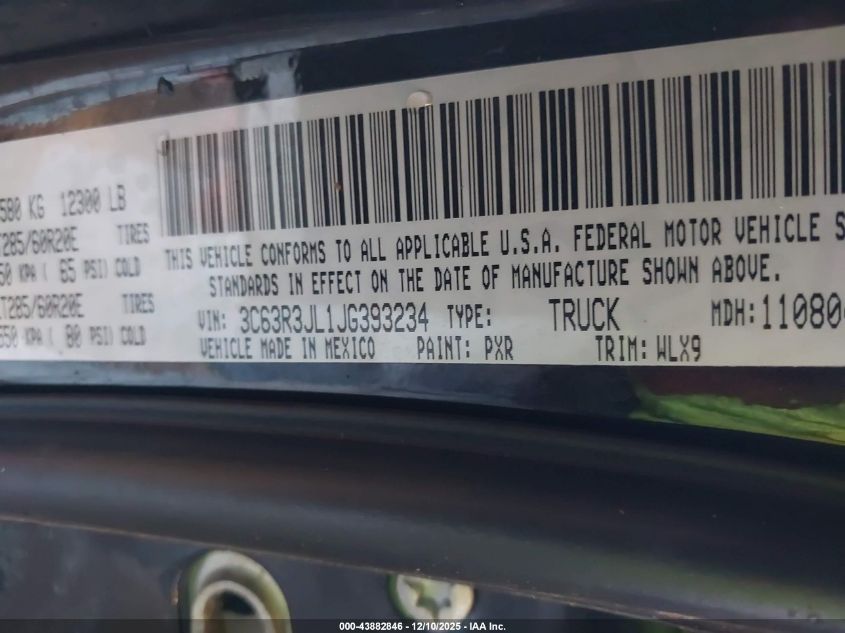 580 KG 12300 LB
285/60R20E TIRES
50 KPA ( 65 PSI) COLD
LT285/60R20E TIRES
550 KPA ( 80 PSI) COLD
THIS VEHICLE CONFORMS TO ALL APPLICABLE U.S.A. FEDERAL MOTOR VEHICLE S
STANDARDS IN EFFECT ON THE DATE OF MANUFACTURE SHOWN ABOVE.
VIN: 3C63R3JL1JG393234 TYPE: TRUCK MDH: 11080
VEHICLE MADE IN MEXICO PAINT: PXR TRIM: WLX9
000-43882846 - 12/10/2025 - IAA Inc.